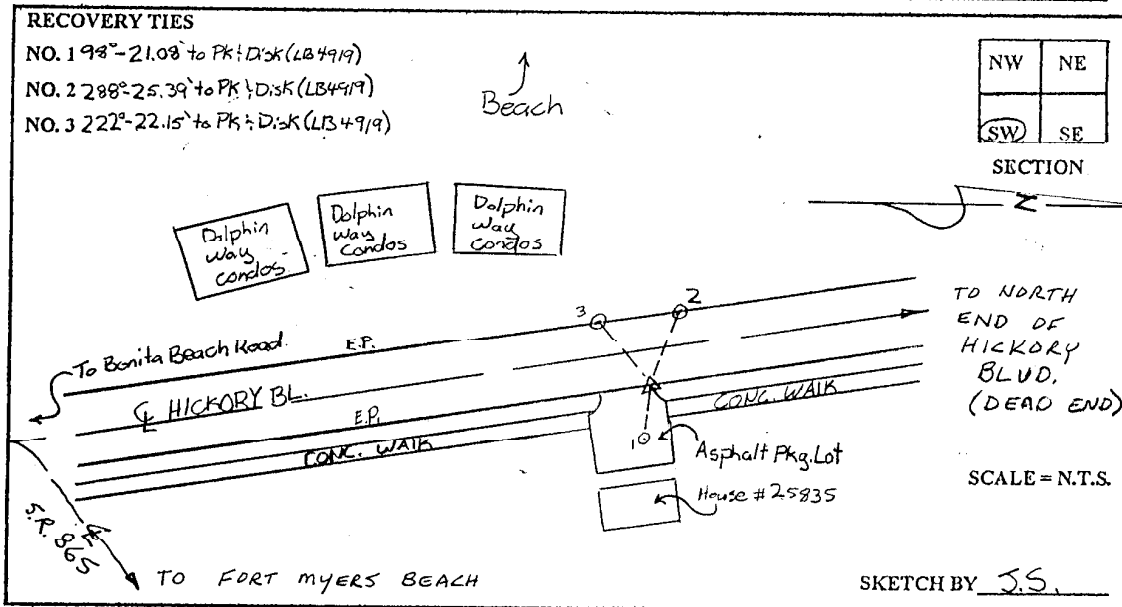 RECOVERY TIES
NO. 1 98°-21.08' to PK & Disk (LB 4919)
NO. 2 288°-25.39' to PK & Disk (LB4919)
NO. 3 222°-22.15' to PK & Disk (LB4919)
Beach
NW NE
SW SE
SECTION
Z
Dolphin
Way
Condos
Dolphin
Way
Condos
Dolphin
Way
Condos
3
2
TO NORTH
END OF
HICKORY
BLVD.
(DEAD END)
To Bonita Beach Road
E.P.
℄ HICKORY BL.
E.P.
CONC. WALK
CONC. WALK
1
Asphalt Pkg. Lot
House # 25835
SCALE = N.T.S.
S.R. 865
℄
TO FORT MYERS BEACH
SKETCH BY J.S.